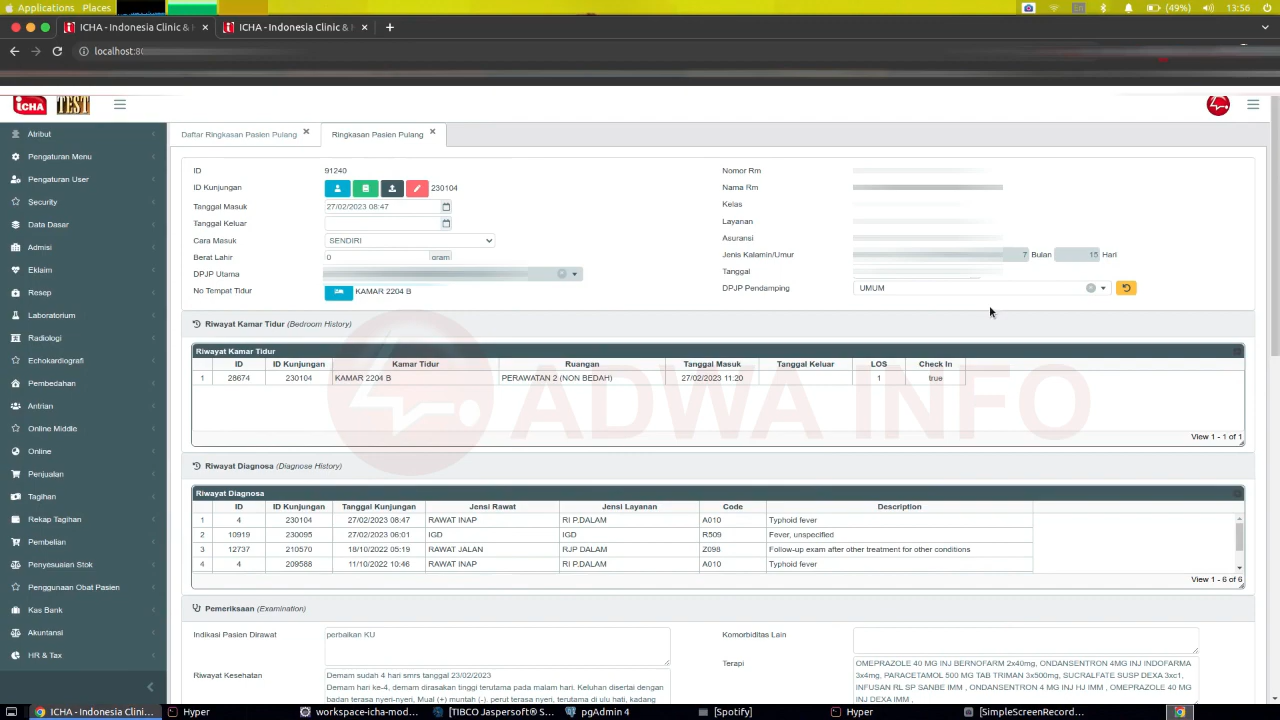 Applications Places en (49%) 13:56
ICHA - Indonesia Clinic & ICHA - Indonesia Clinic &
localhost:80
iCHA TEST
Daftar Ringkasan Pasien Pulang Ringkasan Pasien Pulang
Atribut
Pengaturan Menu
Pengaturan User
Security
Data Dasar
Admisi
Eklaim
Resep
Laboratorium
Radiologi
Echokardiografi
Pembedahan
Antrian
Online Middle
Online
Penjualan
Tagihan
Rekap Tagihan
Pembelian
Penyesuaian Stok
Penggunaan Obat Pasien
Kas Bank
Akuntansi
HR & Tax
ID 91240 Nomor Rm
ID Kunjungan 230104 Nama Rm
Tanggal Masuk 27/02/2023 08:47 Kelas
Tanggal Keluar Layanan
Cara Masuk SENDIRI Asuransi
Berat Lahir 0 gram Jenis Kalamin/Umur 7 Bulan 15 Hari
DPJP Utama Tanggal
No Tempat Tidur KAMAR 2204 B DPJP Pendamping UMUM
Riwayat Kamar Tidur (Bedroom History)
Riwayat Kamar Tidur
ID ID Kunjungan Kamar Tidur Ruangan Tanggal Masuk Tanggal Keluar LOS Check In
1 28674 230104 KAMAR 2204 B PERAWATAN 2 (NON BEDAH) 27/02/2023 11:20 1 true
ADWA INFO
View 1 - 1 of 1
Riwayat Diagnosa (Diagnose History)
Riwayat Diagnosa
ID ID Kunjungan Tanggal Kunjungan Jensi Rawat Jensi Layanan Code Description
1 4 230104 27/02/2023 08:47 RAWAT INAP RI P.DALAM A010 Typhoid fever
2 10919 230095 27/02/2023 06:01 IGD IGD R509 Fever, unspecified
3 12737 210570 18/10/2022 05:19 RAWAT JALAN RJP DALAM Z098 Follow-up exam after other treatment for other conditions
4 4 209588 11/10/2022 10:46 RAWAT INAP RI P.DALAM A010 Typhoid fever
View 1 - 6 of 6
Pemeriksaan (Examination)
Indikasi Pasien Dirawat perbaikan KU Komorbiditas Lain
Riwayat Kesehatan
Demam sudah 4 hari smrs tanggal 23/02/2023
Demam hari ke-4, demam dirasakan tinggi terutama pada malam hari. Keluhan disertai dengan
batang terasa nyeri-nyeri, Mual (+) muntah (-). perut terasa nyeri, terutama di ulu hati, kadang
Terapi
OMEPRAZOLE 40 MG INJ BERNOFARM 2x40mg, ONDANSENTRON 4MG INJ INDOFARMA
3x4mg, PARACETAMOL 500 MG TAB TRIMAN 3x500mg, SUCRALFATE SUSP DEXA 3xc1,
INFUSAN RL SP SANBE IMM , ONDANSENTRON 4 MG INJ HJ IMM , OMEPRAZOLE 40 MG
INJ DEXA IMM ,
ICHA - Indonesia Clini... Hyper workspace-icha-mod... [TIBCO Jaspersoft® S... pgAdmin 4 [Spotify] Hyper [SimpleScreenRecord...